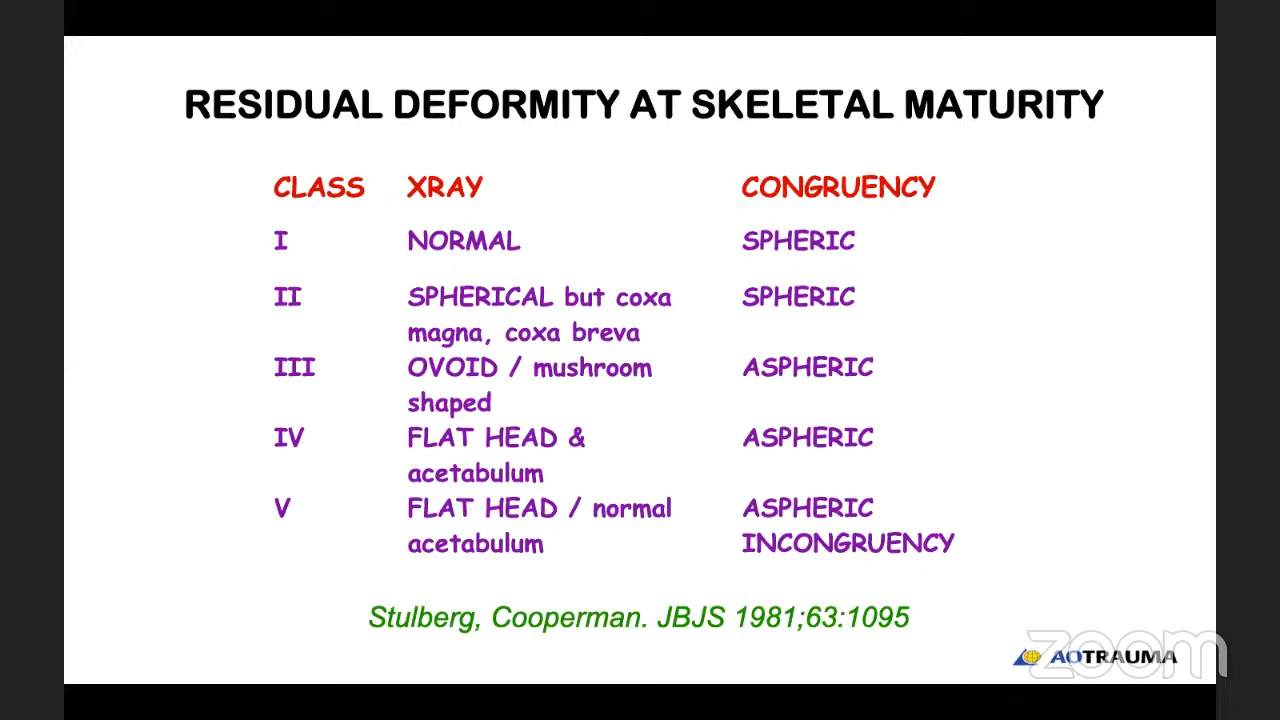 RESIDUAL DEFORMITY AT SKELETAL MATURITY
CLASS XRAY CONGRUENCY
I NORMAL SPHERIC
II SPHERICAL but coxa SPHERIC
magna, coxa breva
III OVOID / mushroom ASPHERIC
shaped
IV FLAT HEAD & ASPHERIC
acetabulum
V FLAT HEAD / normal ASPHERIC
acetabulum INCONGRUENCY
Stulberg, Cooperman. JBJS 1981;63:1095
AOTRAUMA
zoom